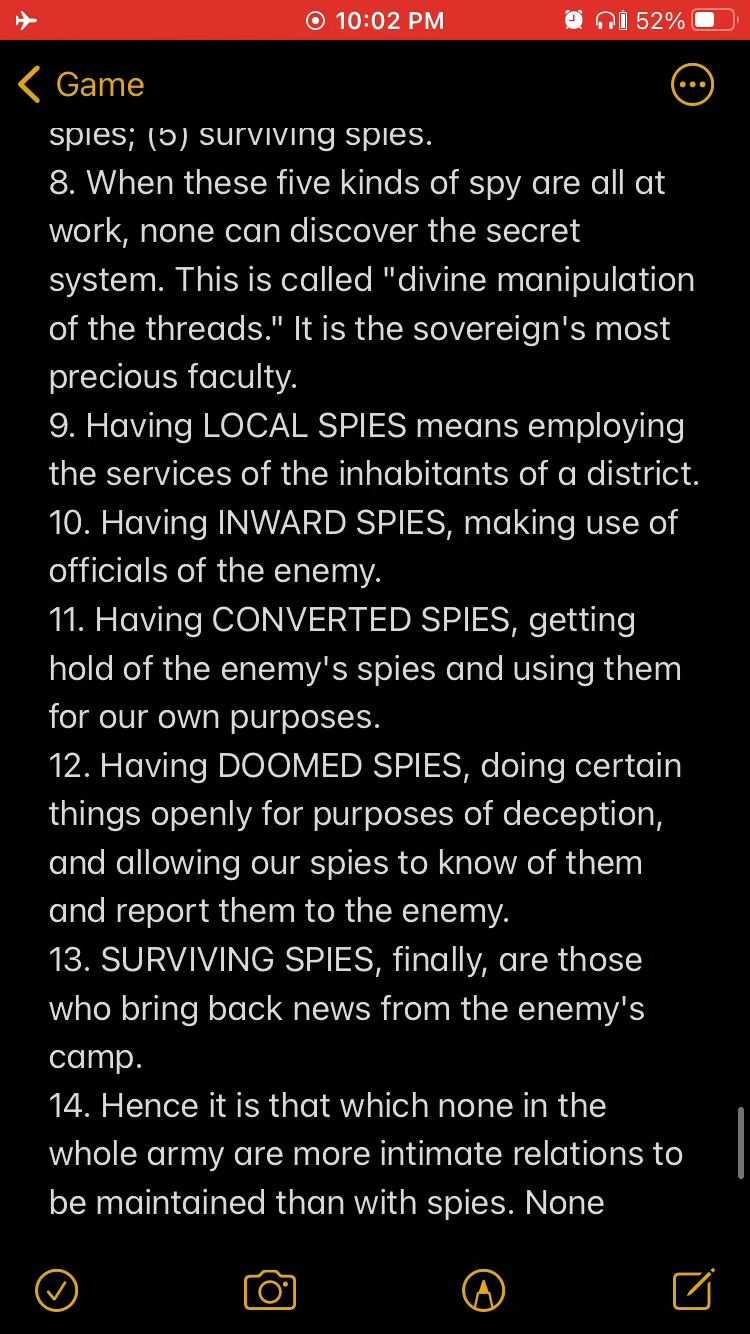 10:02 PM
52%
Game
spies; (5) surviving spies.
8. When these five kinds of spy are all at
work, none can discover the secret
system. This is called "divine manipulation
of the threads." It is the sovereign's most
precious faculty.
9. Having LOCAL SPIES means employing
the services of the inhabitants of a district.
10. Having INWARD SPIES, making use of
officials of the enemy.
11. Having CONVERTED SPIES, getting
hold of the enemy's spies and using them
for our own purposes.
12. Having DOOMED SPIES, doing certain
things openly for purposes of deception,
and allowing our spies to know of them
and report them to the enemy.
13. SURVIVING SPIES, finally, are those
who bring back news from the enemy's
camp.
14. Hence it is that which none in the
whole army are more intimate relations to
be maintained than with spies. None